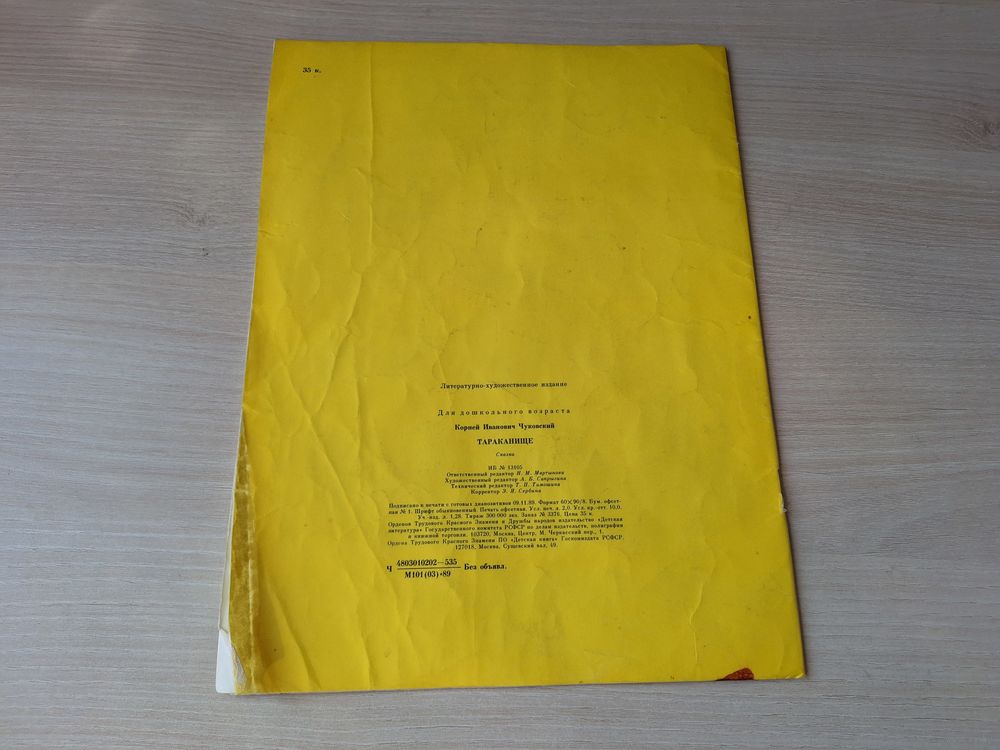 35 к.
Литературно-художественное издание
Для дошкольного возраста
Корней Иванович Чуковский
ТАРАКАНИЩЕ
Сказка
ИБ №
Ответственный редактор Н. М. Мартынова
Художественный редактор А. Б. Сапрыгина
Технический редактор Т. П. Тимошина
Корректор Э. Я. Сербина
Подписано к печати с готовых диапозитивов 09.11.89. Формат 60×90/8. Бум. офсет-
ная № 1. Шрифт обыкновенный. Печать офсетная. Усл. печ. л. 2,0. Усл. кр.-отт. 10,0.
Уч.-изд. л. 1,28. Тираж 300 000 экз. Заказ № 3376. Цена 35 к.
Орденов Трудового Красного Знамени и Дружбы народов издательство «Детская
литература» Государственного комитета РСФСР по делам издательств, полиграфии
и книжной торговли. 103720, Москва, Центр, М. Черкасский пер., 1.
Ордена Трудового Красного Знамени ПО «Детская книга» Госкомиздата РСФСР.
127018, Москва, Сущевский вал, 49.
Ч 4803010202—535 Без объявл.
М101(03)-89